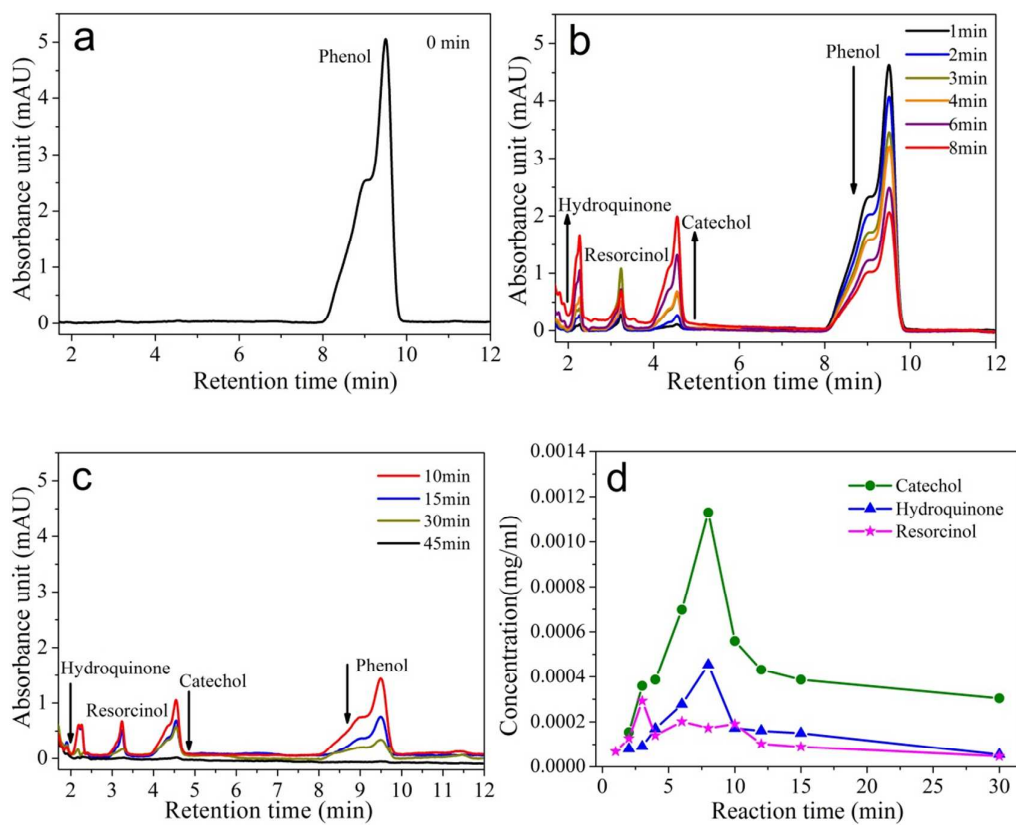 a
0 min
Phenol
5
4
3
2
1
0
Absorbance unit (mAU)
2 4 6 8 10 12
Retention time (min)
b
1min
2min
3min
4min
6min
8min
Phenol
Hydroquinone
Resorcinol
Catechol
5
4
3
2
1
0
Absorbance unit (mAU)
2 4 6 8 10 12
Retention time (min)
c
10min
15min
30min
45min
Hydroquinone
Resorcinol
Catechol
Phenol
5
4
3
2
1
0
Absorbance unit (mAU)
2 3 4 5 6 7 8 9 10 11 12
Retention time (min)
d
Catechol
Hydroquinone
Resorcinol
0.0014
0.0012
0.0010
0.0008
0.0006
0.0004
0.0002
0.0000
Concentration(mg/ml)
0 5 10 15 20 25 30
Reaction time (min)